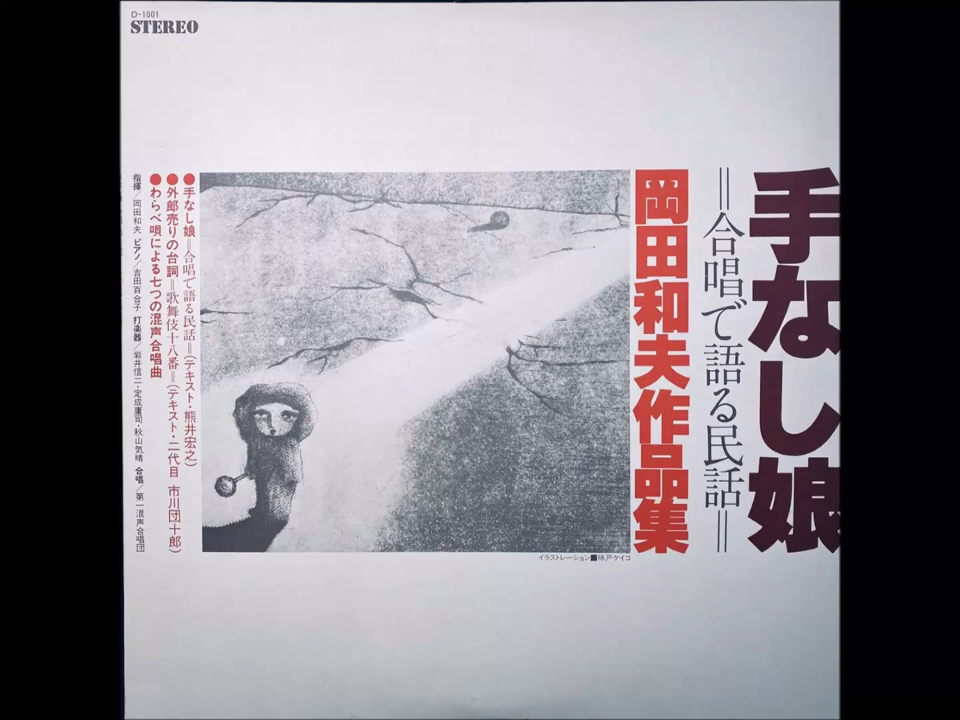 D-1001
STEREO
手なし娘
=合唱で語る民話=
岡田和夫作品集
●手なし娘=合唱で語る民話=(テキスト・熊井宏之)
●外郎売りの台詞=歌舞伎十八番=(テキスト・二代目 市川団十郎)
●わらべ唄による七つの混声合唱曲
指揮/岡田和夫 ピアノ/吉田百合子 打楽器/岩井信二・定成庸司・秋山気晴 合唱/第一混声合唱団
イラストレーション■味戸ケイコ